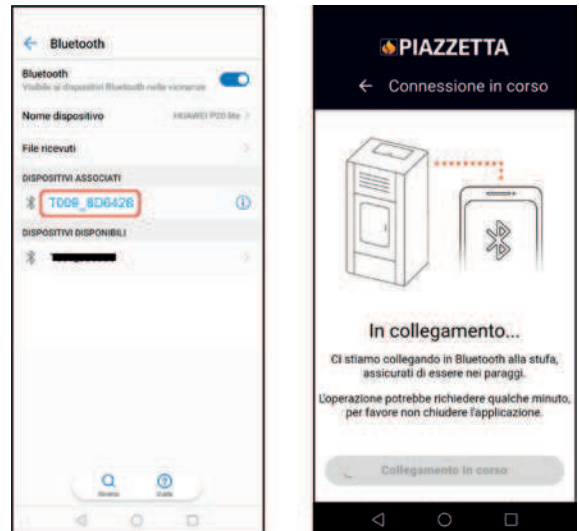 Bluetooth
Bluetooth
Visibile ai dispositivi Bluetooth nelle vicinanze
Nome dispositivo
HUAWEI P20 lite
File ricevuti
DISPOSITIVI ASSOCIATI
T009_8D6428
DISPOSITIVI DISPONIBILI
Ricerca
Guida
PIAZZETTA
Connessione in corso
In collegamento...
Ci stiamo collegando in Bluetooth alla stufa,
assicurati di essere nei paraggi.
L'operazione potrebbe richiedere qualche minuto,
per favore non chiudere l'applicazione.
Collegamento in corso